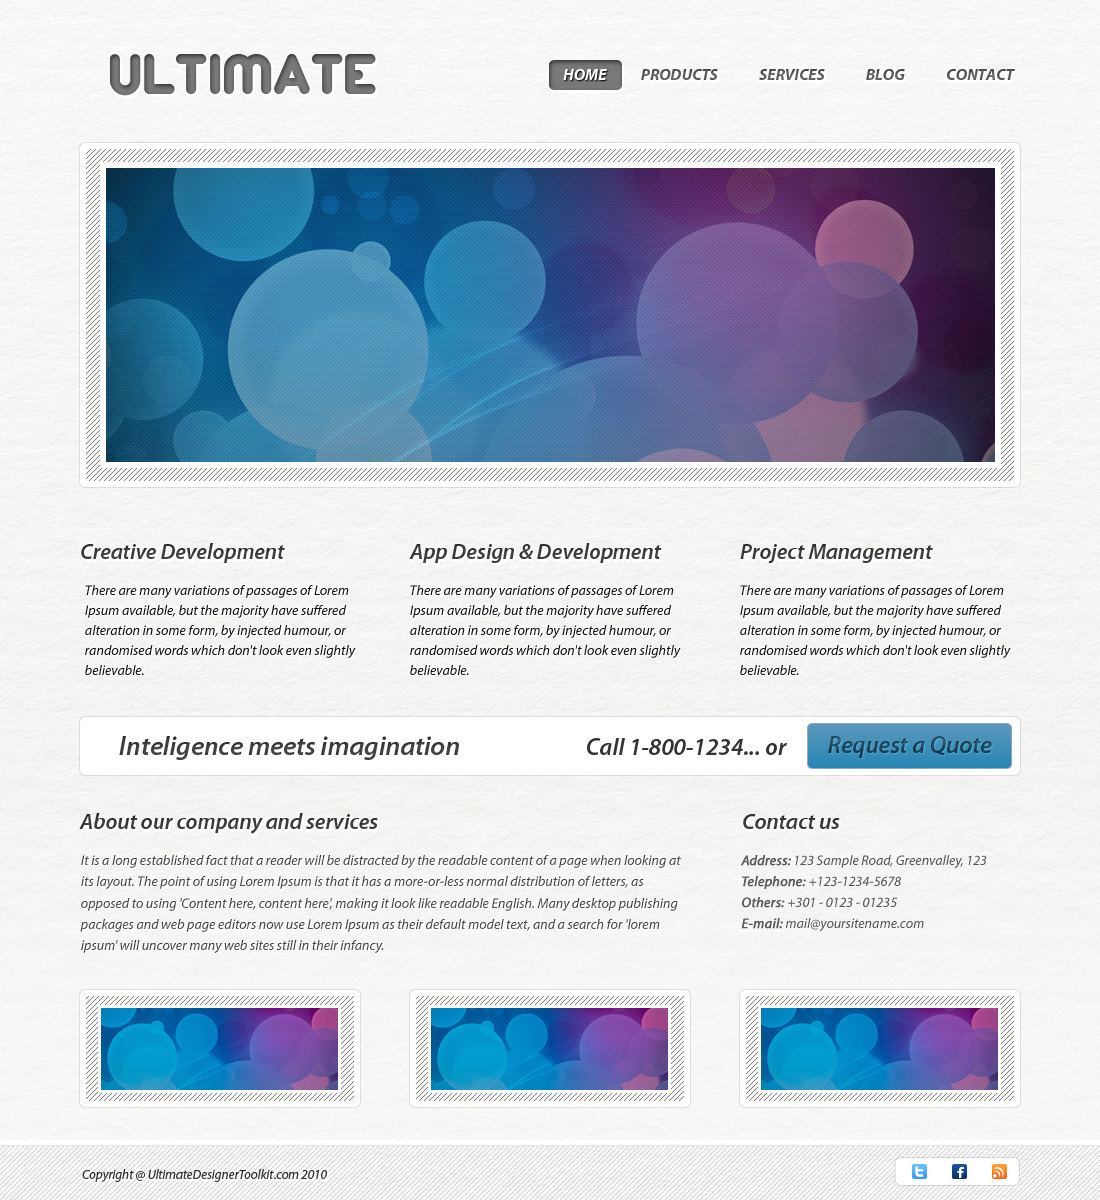 ULTIMATE
HOME PRODUCTS SERVICES BLOG CONTACT
Creative Development
There are many variations of passages of Lorem
Ipsum available, but the majority have suffered
alteration in some form, by injected humour, or
randomised words which don't look even slightly
believable.
App Design & Development
There are many variations of passages of Lorem
Ipsum available, but the majority have suffered
alteration in some form, by injected humour, or
randomised words which don't look even slightly
believable.
Project Management
There are many variations of passages of Lorem
Ipsum available, but the majority have suffered
alteration in some form, by injected humour, or
randomised words which don't look even slightly
believable.
Inteligence meets imagination
Call 1-800-1234... or
Request a Quote
About our company and services
It is a long established fact that a reader will be distracted by the readable content of a page when looking at
its layout. The point of using Lorem Ipsum is that it has a more-or-less normal distribution of letters, as
opposed to using 'Content here, content here', making it look like readable English. Many desktop publishing
packages and web page editors now use Lorem Ipsum as their default model text, and a search for 'lorem
ipsum' will uncover many web sites still in their infancy.
Contact us
Address: 123 Sample Road, Greenvalley, 123
Telephone: +123-1234-5678
Others: +301 - 0123 - 01235
E-mail: mail@yoursitename.com
Copyright @ UltimateDesignerToolkit.com 2010